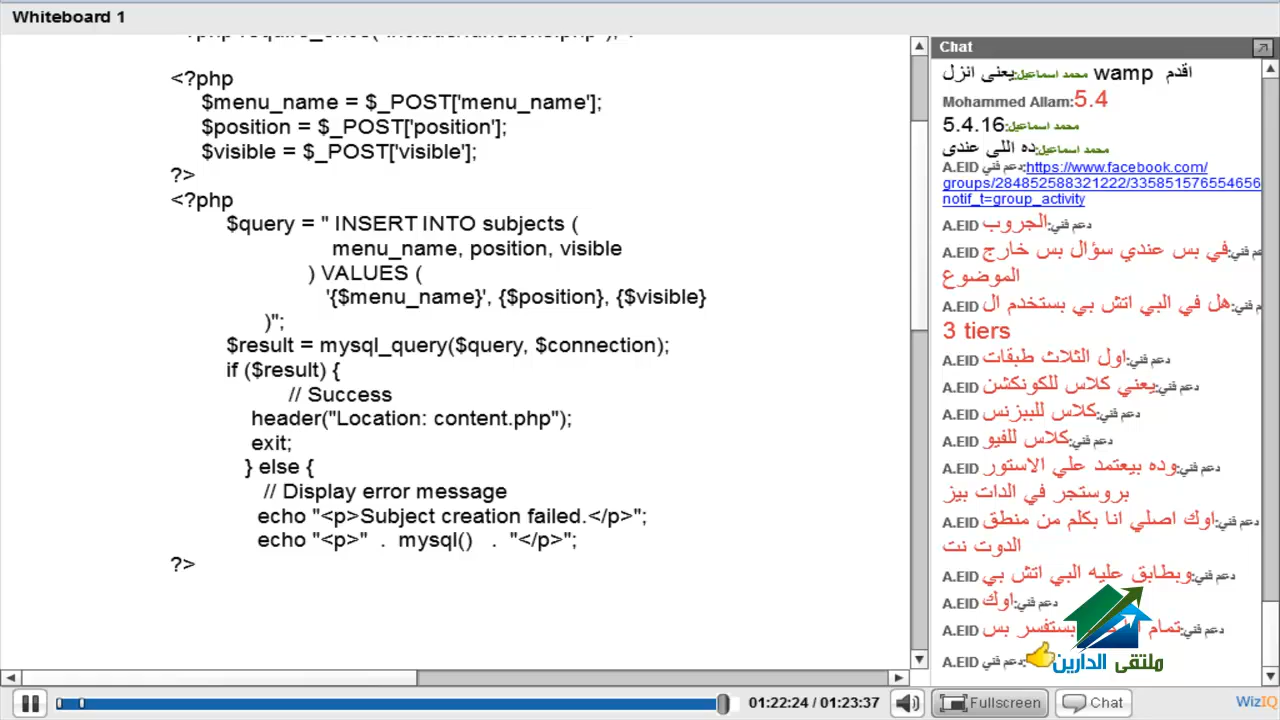 Whiteboard 1
<?php
$menu_name = $_POST['menu_name'];
$position = $_POST['position'];
$visible = $_POST['visible'];
?>
<?php
$query = " INSERT INTO subjects (
menu_name, position, visible
) VALUES (
'{$menu_name}', {$position}, {$visible}
)";
$result = mysql_query($query, $connection);
if ($result) {
// Success
header("Location: content.php");
exit;
} else {
// Display error message
echo "<p>Subject creation failed.</p>";
echo "<p>" . mysql() . "</p>";
?>
Chat
محمد اسماعيل:يعنى انزل wamp اقدم
Mohammed Allam:5.4
محمد اسماعيل:5.4.16
محمد اسماعيل:ده اللى عندى
A.EID دعم فني:https://www.facebook.com/
groups/284852588321222/335851576554656
notif_t=group_activity
A.EID دعم فني:الجروب
A.EID دعم فني:في بس عندي سؤال بس خارج
الموضوع
A.EID دعم فني:هل في البي اتش بي بستخدم ال
3 tiers
A.EID دعم فني:اول الثلاث طبقات
A.EID دعم فني:يعني كلاس للكونكشن
A.EID دعم فني:كلاس للبيزنس
A.EID دعم فني:كلاس للفيو
A.EID دعم فني:وده بيعتمد علي الاستور
بروستجر في الدات بيز
A.EID دعم فني:اوك اصلي انا بكلم من منطق
الدوت نت
A.EID دعم فني:وبطابق عليه البي اتش بي
A.EID دعم فني:اوك
A.EID دعم فني:تمام بستفسر بس
A.EID دعم فني:
ملتقى الدارين
01:22:24 / 01:23:37
Fullscreen
Chat
WizIQ